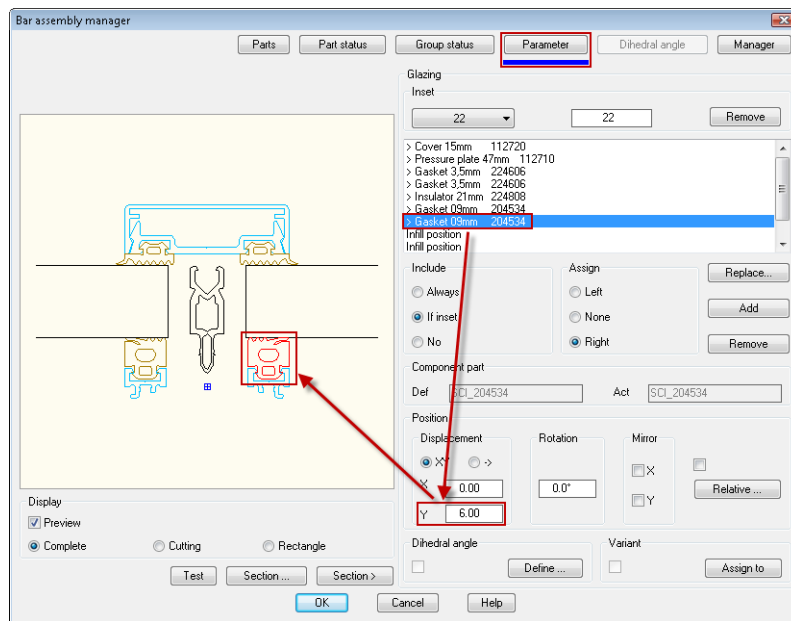 Bar assembly manager
Parts Part status Group status Parameter Dihedral angle Manager
Glazing
Inset
22 22 Remove
> Cover 15mm 112720
> Pressure plate 47mm 112710
> Gasket 3,5mm 224606
> Gasket 3,5mm 224606
> Insulator 21mm 224808
> Gasket 09mm 204534
> Gasket 09mm 204534
Infill position
Infill position
Include Assign Replace...
Always Left
If inset None Add
No Right Remove
Component part
Def SCI_204534 Act SCI_204534
Position
Displacement Rotation Mirror
XY -> X
X 0.00 0.0° Relative ...
Y 6.00 Y
Display
Preview
Complete Cutting Rectangle
Dihedral angle Variant
Define ... Assign to
Test Section ... Section >
OK Cancel Help